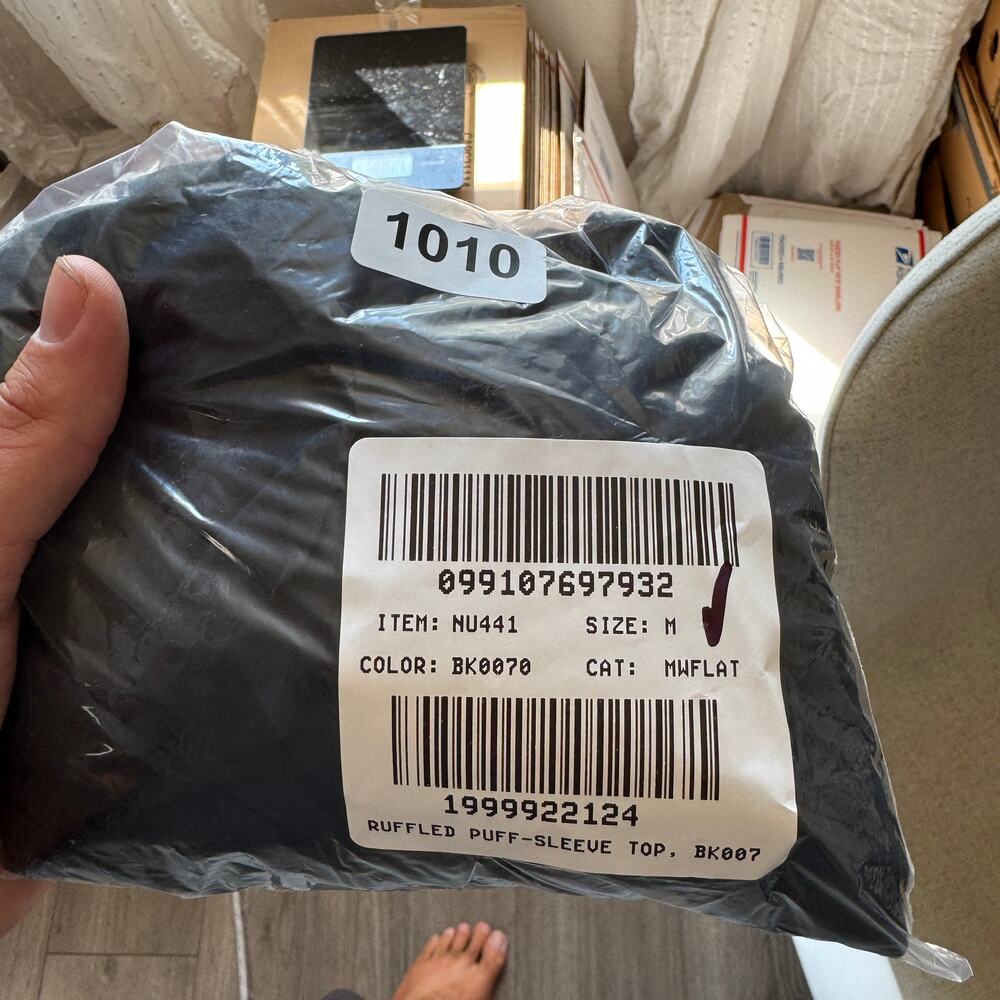 1010
099107697932
ITEM: NU441 SIZE: M
COLOR: BK0070 CAT: MWFLAT
1999922124
RUFFLED PUFF-SLEEVE TOP, BK007